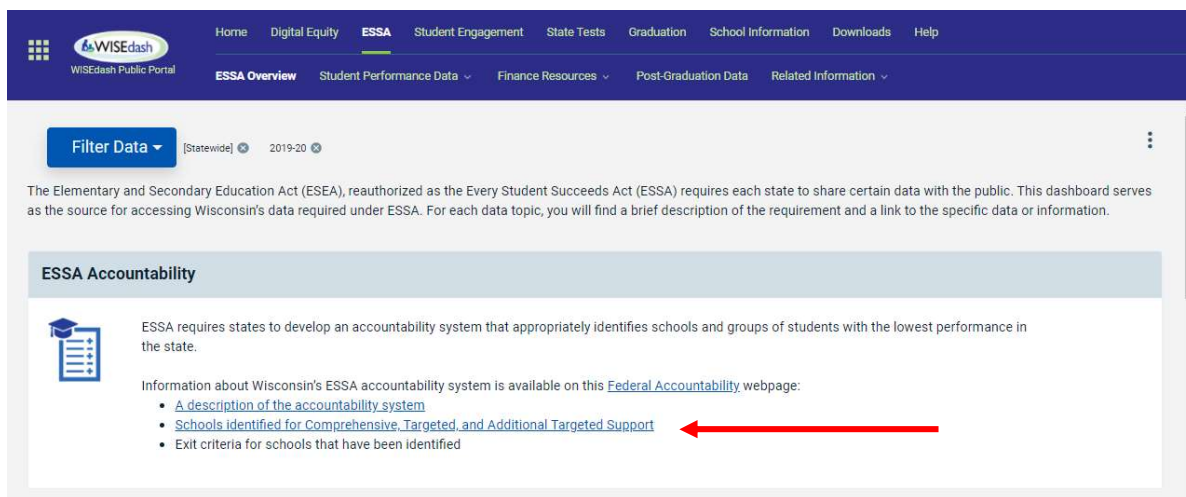 Home Digital Equity ESSA Student Engagement State Tests Graduation School Information Downloads Help
WISEdash
WISEdash Public Portal
ESSA Overview Student Performance Data Finance Resources Post-Graduation Data Related Information
Filter Data [Statewide] 2019-20
The Elementary and Secondary Education Act (ESEA), reauthorized as the Every Student Succeeds Act (ESSA) requires each state to share certain data with the public. This dashboard serves
as the source for accessing Wisconsin's data required under ESSA. For each data topic, you will find a brief description of the requirement and a link to the specific data or information.
ESSA Accountability
ESSA requires states to develop an accountability system that appropriately identifies schools and groups of students with the lowest performance in
the state.
Information about Wisconsin's ESSA accountability system is available on this Federal Accountability webpage:
• A description of the accountability system
• Schools identified for Comprehensive, Targeted, and Additional Targeted Support
• Exit criteria for schools that have been identified